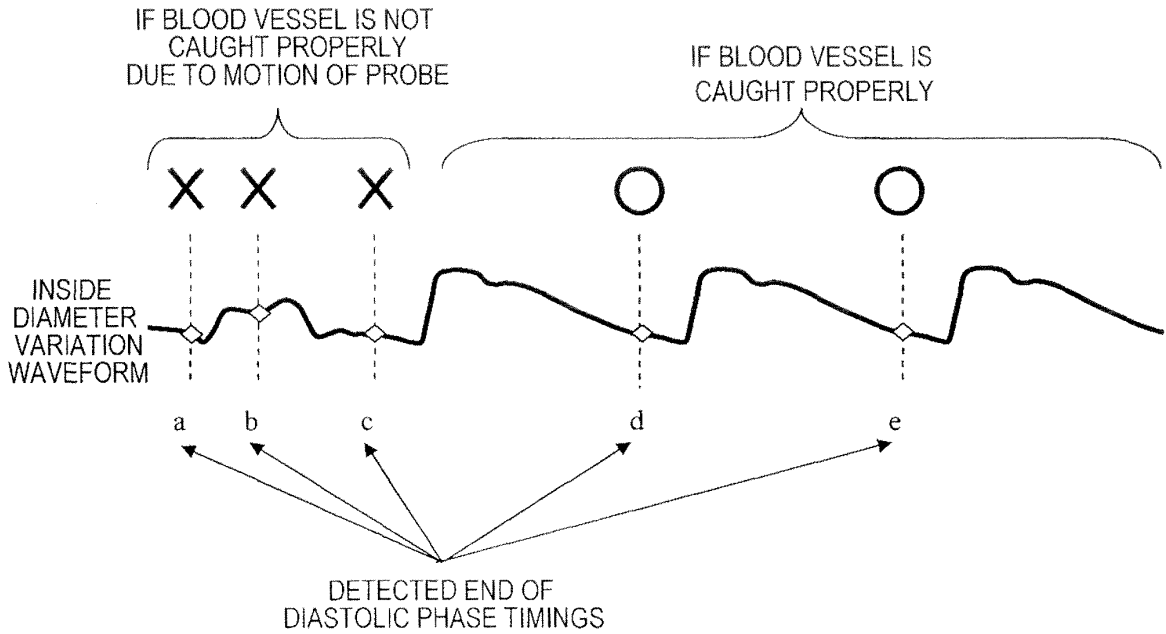 IF BLOOD VESSEL IS NOT
CAUGHT PROPERLY
DUE TO MOTION OF PROBE
IF BLOOD VESSEL IS
CAUGHT PROPERLY
INSIDE
DIAMETER
VARIATION
WAVEFORM
a b c d e
DETECTED END OF
DIASTOLIC PHASE TIMINGS